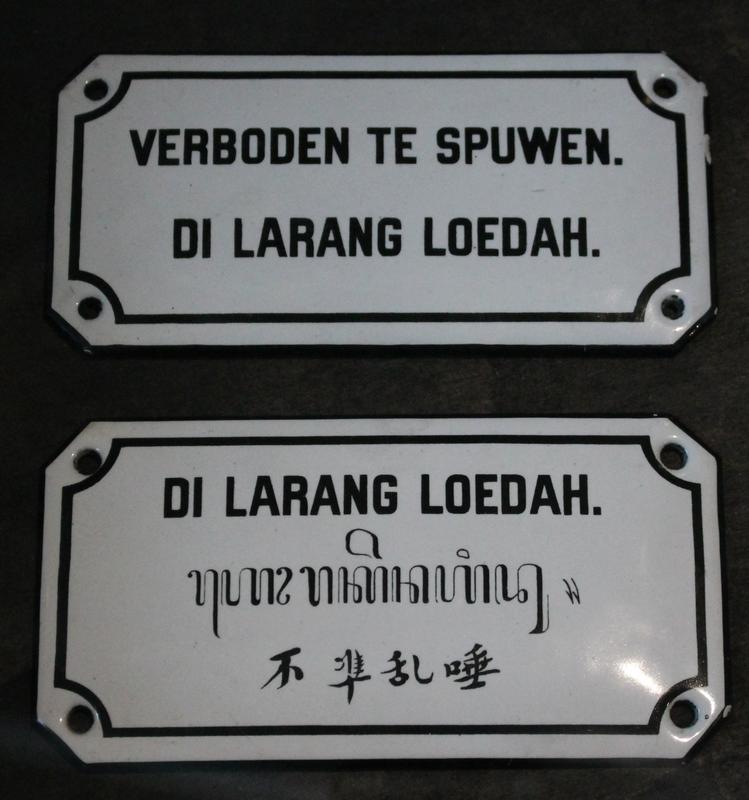 VERBODEN TE SPUWEN.
DI LARANG LOEDAH.
DI LARANG LOEDAH.
不準乱唾